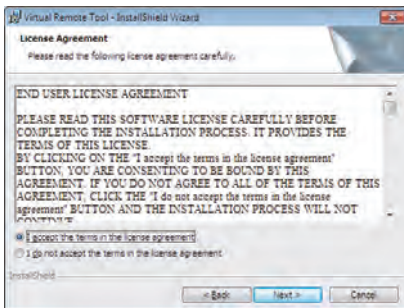 Virtual Remote Tool - InstallShield Wizard
License Agreement
Please read the following license agreement carefully.
END USER LICENSE AGREEMENT
PLEASE READ THIS SOFTWARE LICENSE CAREFULLY BEFORE
COMPLETING THE INSTALLATION PROCESS. IT PROVIDES THE
TERMS OF THIS LICENSE.
BY CLICKING ON THE "I accept the terms in the license agreement"
BUTTON, YOU ARE CONSENTING TO BE BOUND BY THIS
AGREEMENT. IF YOU DO NOT AGREE TO ALL OF THE TERMS OF THIS
AGREEMENT, CLICK THE "I do not accept the terms in the license
agreement" BUTTON AND THE INSTALLATION PROCESS WILL NOT
CONTINUE.
I accept the terms in the license agreement
I do not accept the terms in the license agreement
InstallShield
< Back Next > Cancel